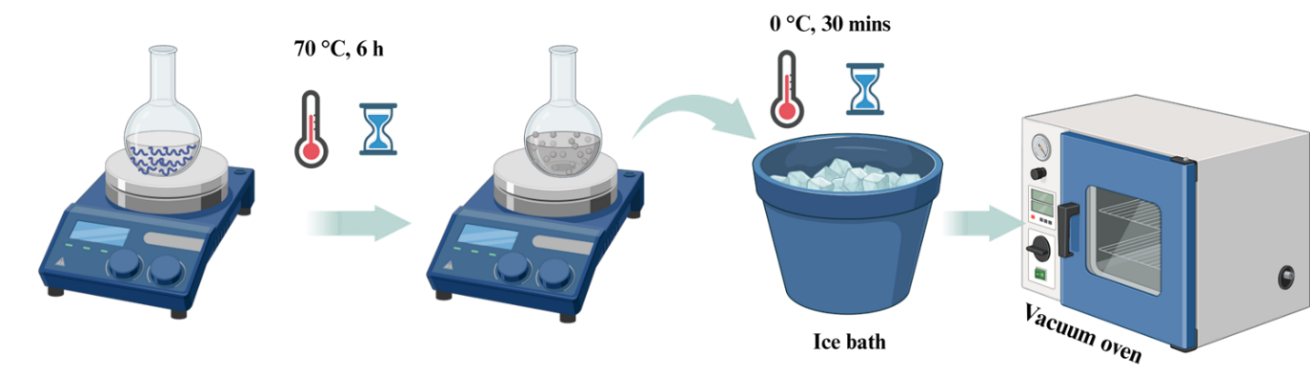 70 °C, 6 h
0 °C, 30 mins
Ice bath
Vacuum oven